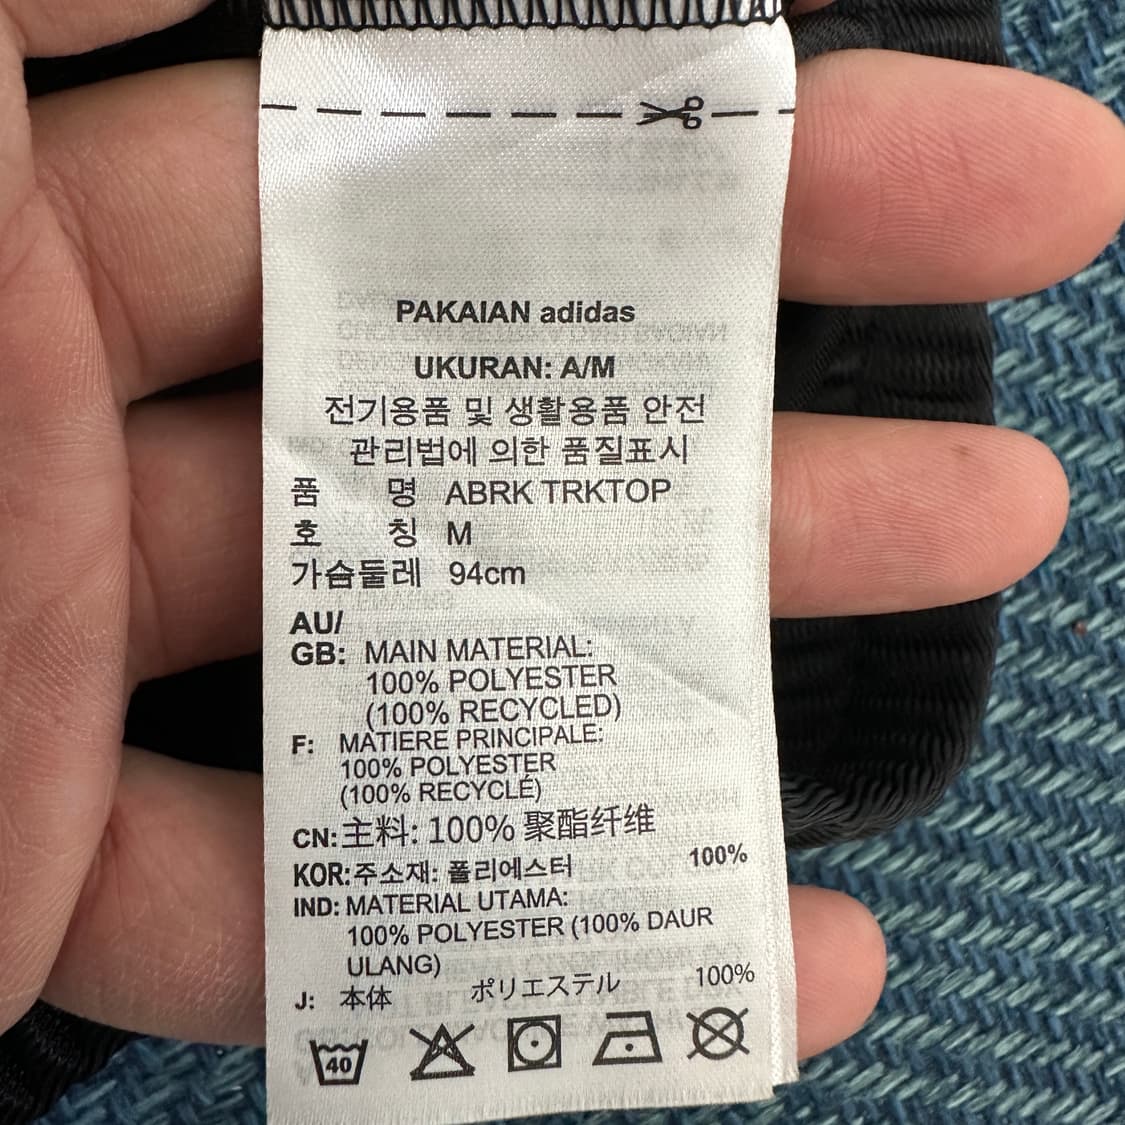 PAKAIAN adidas
UKURAN: A/M
전기용품 및 생활용품 안전
관리법에 의한 품질표시
품 명 ABRK TRKTOP
호 칭 M
가슴둘레 94cm
AU/
GB: MAIN MATERIAL:
100% POLYESTER
(100% RECYCLED)
F: MATIERE PRINCIPALE:
100% POLYESTER
(100% RECYCLÉ)
CN: 主料: 100% 聚酯纤维
KOR: 주소재: 폴리에스터 100%
IND: MATERIAL UTAMA:
100% POLYESTER (100% DAUR
ULANG)
J: 本体 ポリエステル 100%
40